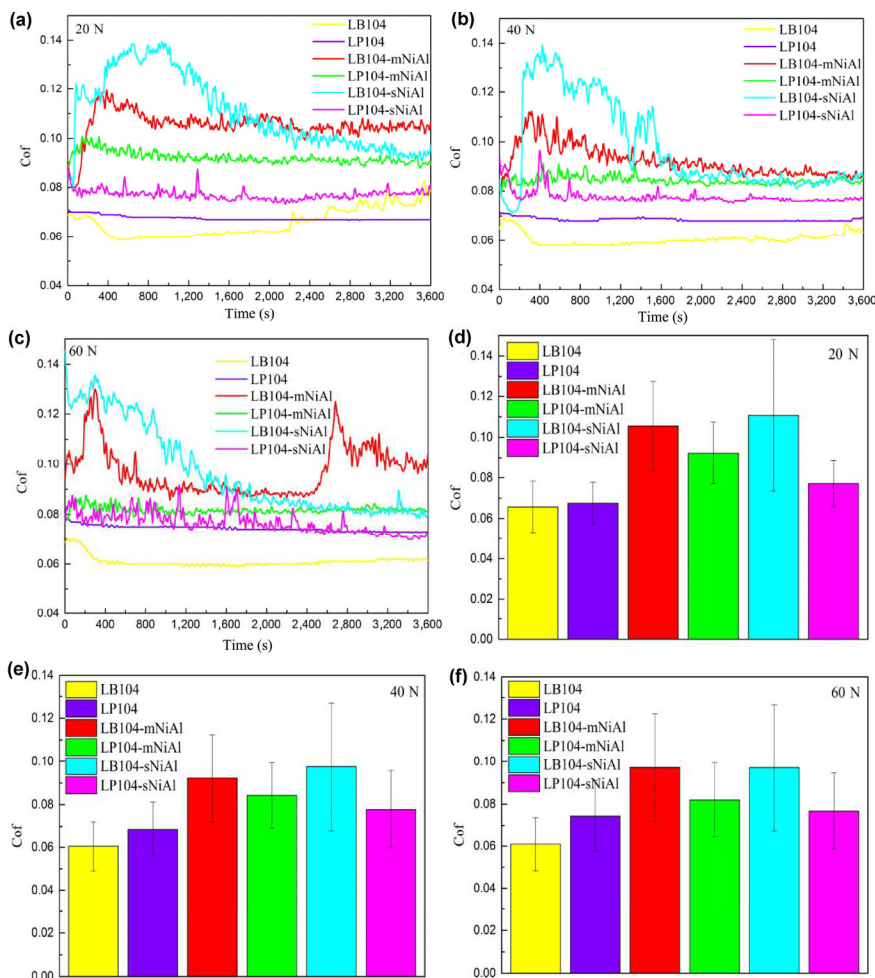 (a)
20 N
LB104
LP104
LB104-mNiAl
LP104-mNiAl
LB104-sNiAl
LP104-sNiAl
0.14
0.12
0.10
0.08
0.06
0.04
Cof
0 400 800 1,200 1,600 2,000 2,400 2,800 3,200 3,600
Time (s)
(b)
40 N
LB104
LP104
LB104-mNiAl
LP104-mNiAl
LB104-sNiAl
LP104-sNiAl
0.14
0.12
0.10
0.08
0.06
0.04
Cof
0 400 800 1,200 1,600 2,000 2,400 2,800 3,200 3,600
Time (s)
(c)
60 N
LB104
LP104
LB104-mNiAl
LP104-mNiAl
LB104-sNiAl
LP104-sNiAl
0.14
0.12
0.10
0.08
0.06
0.04
Cof
0 400 800 1,200 1,600 2,000 2,400 2,800 3,200 3,600
Time (s)
(d)
20 N
LB104
LP104
LB104-mNiAl
LP104-mNiAl
LB104-sNiAl
LP104-sNiAl
0.14
0.12
0.10
0.08
0.06
0.04
0.02
0.00
Cof
(e)
40 N
LB104
LP104
LB104-mNiAl
LP104-mNiAl
LB104-sNiAl
LP104-sNiAl
0.14
0.12
0.10
0.08
0.06
0.04
0.02
0.00
Cof
(f)
60 N
LB104
LP104
LB104-mNiAl
LP104-mNiAl
LB104-sNiAl
LP104-sNiAl
0.14
0.12
0.10
0.08
0.06
0.04
0.02
0.00
Cof